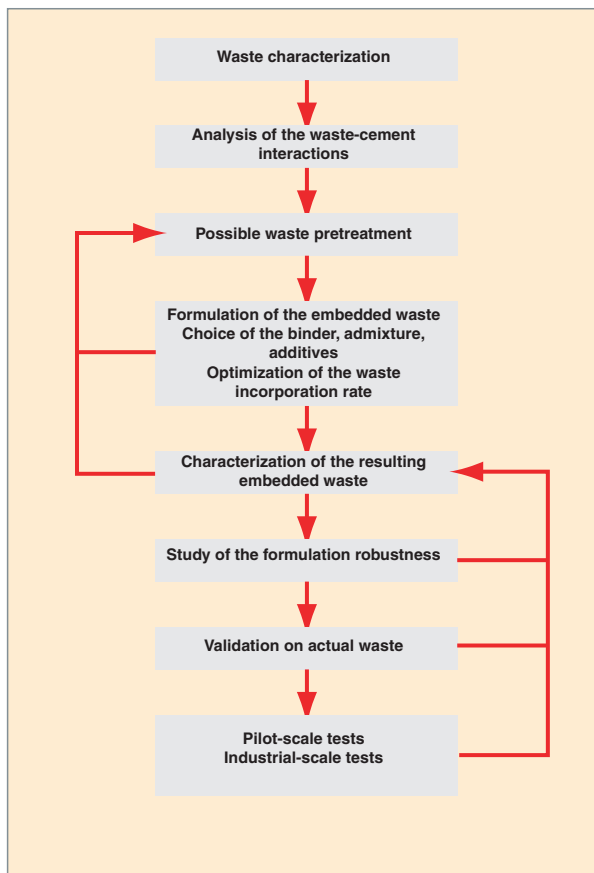 Waste characterization
Analysis of the waste-cement
interactions
Possible waste pretreatment
Formulation of the embedded waste
Choice of the binder, admixture,
additives
Optimization of the waste
incorporation rate
Characterization of the resulting
embedded waste
Study of the formulation robustness
Validation on actual waste
Pilot-scale tests
Industrial-scale tests